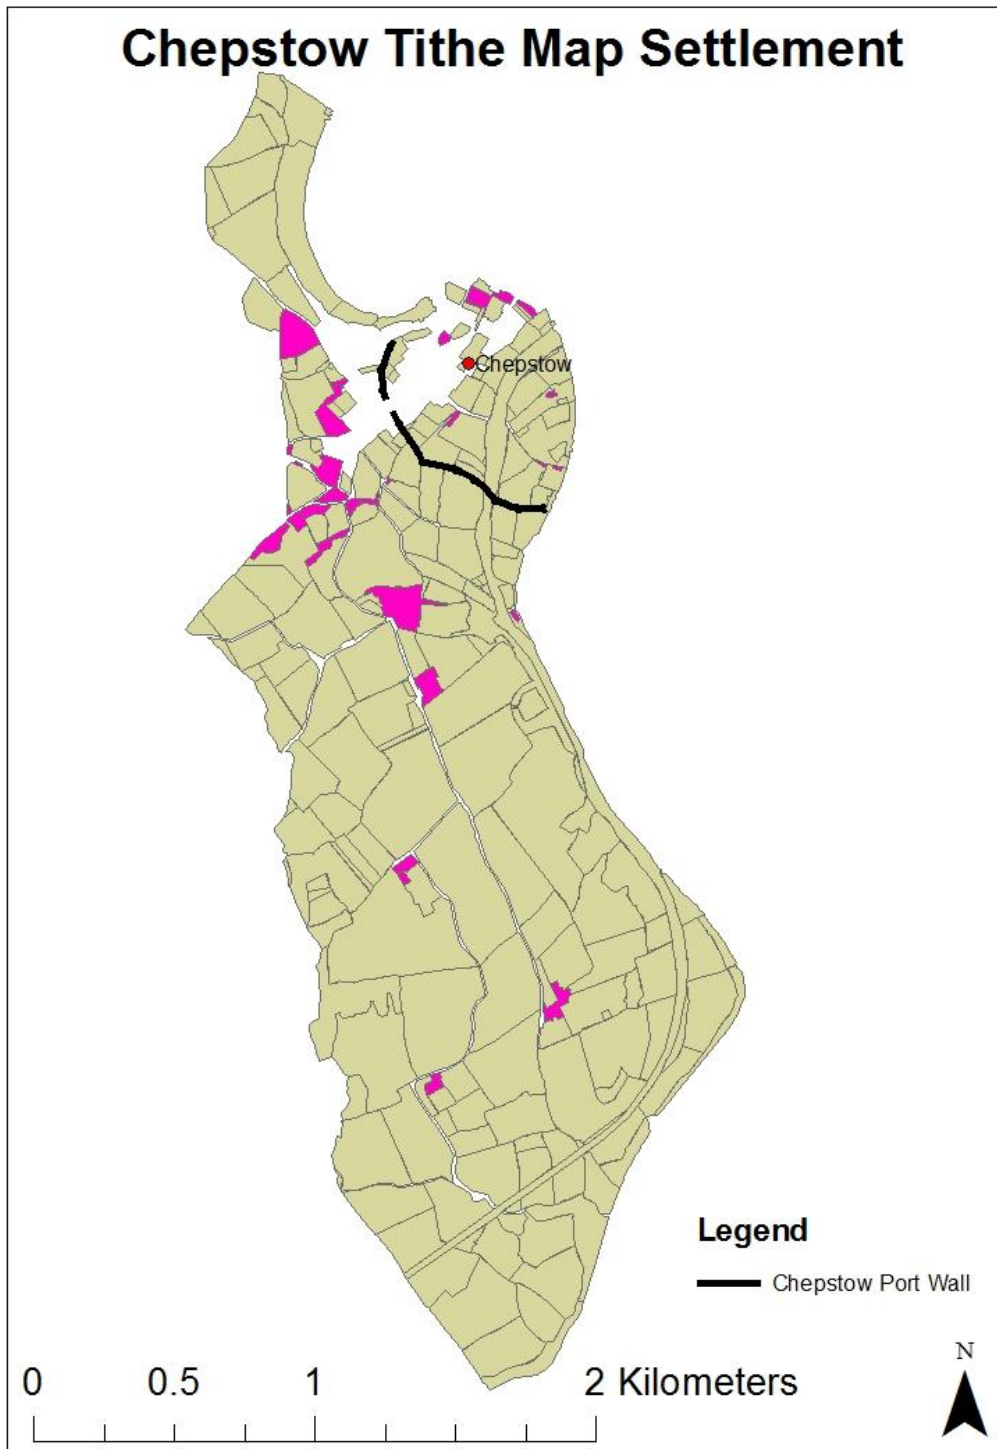 Chepstow Tithe Map Settlement
Chepstow
Legend
Chepstow Port Wall
N
0 0.5 1 2 Kilometers